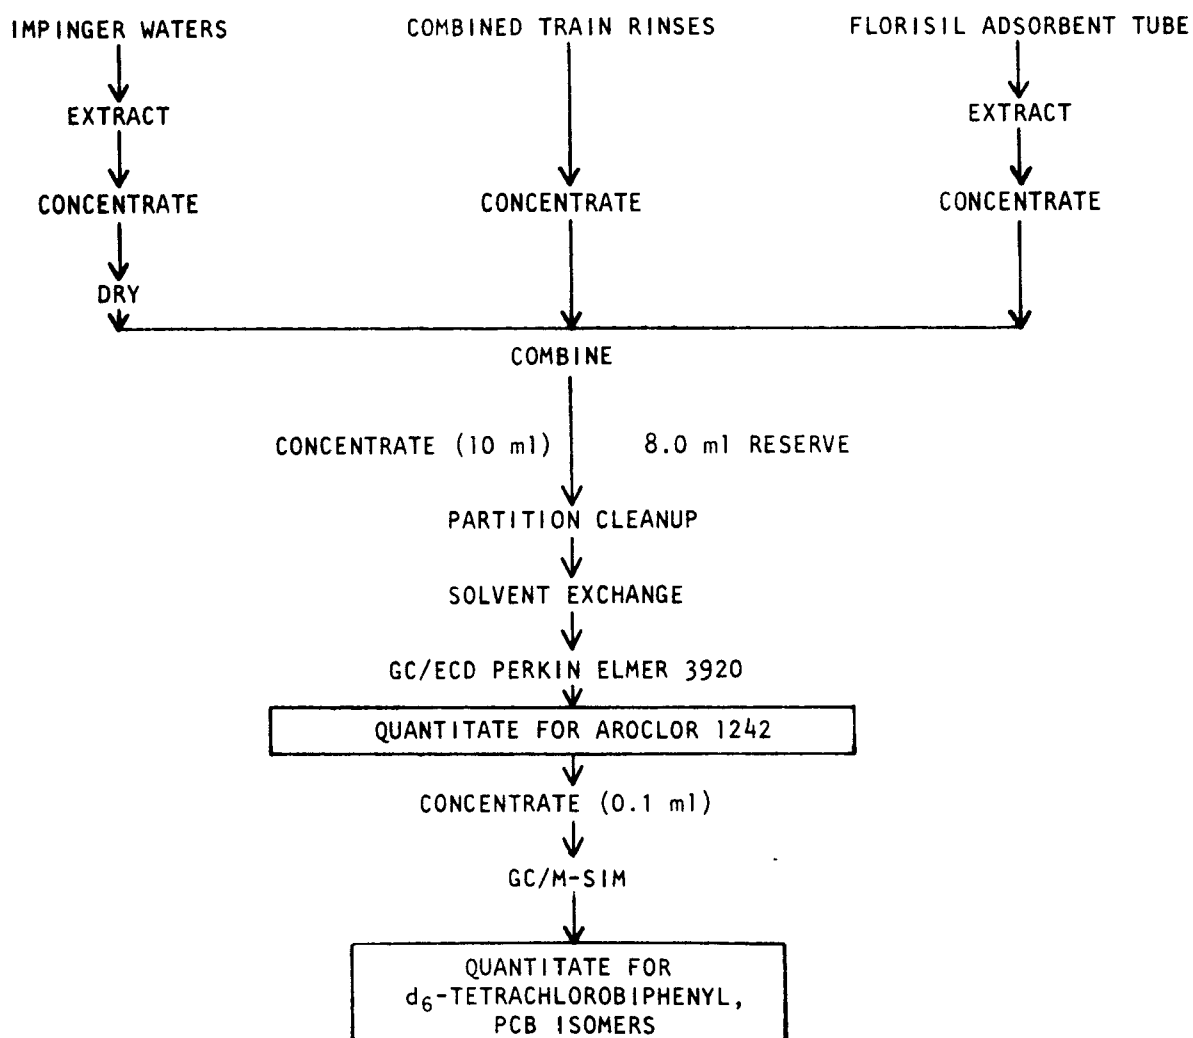 IMPINGER WATERS
COMBINED TRAIN RINSES
FLORISIL ADSORBENT TUBE
EXTRACT
EXTRACT
CONCENTRATE
CONCENTRATE
CONCENTRATE
DRY
COMBINE
CONCENTRATE (10 ml)
8.0 ml RESERVE
PARTITION CLEANUP
SOLVENT EXCHANGE
GC/ECD PERKIN ELMER 3920
QUANTITATE FOR AROCLOR 1242
CONCENTRATE (0.1 ml)
GC/M-SIM
QUANTITATE FOR
d6-TETRACHLOROBIPHENYL,
PCB ISOMERS